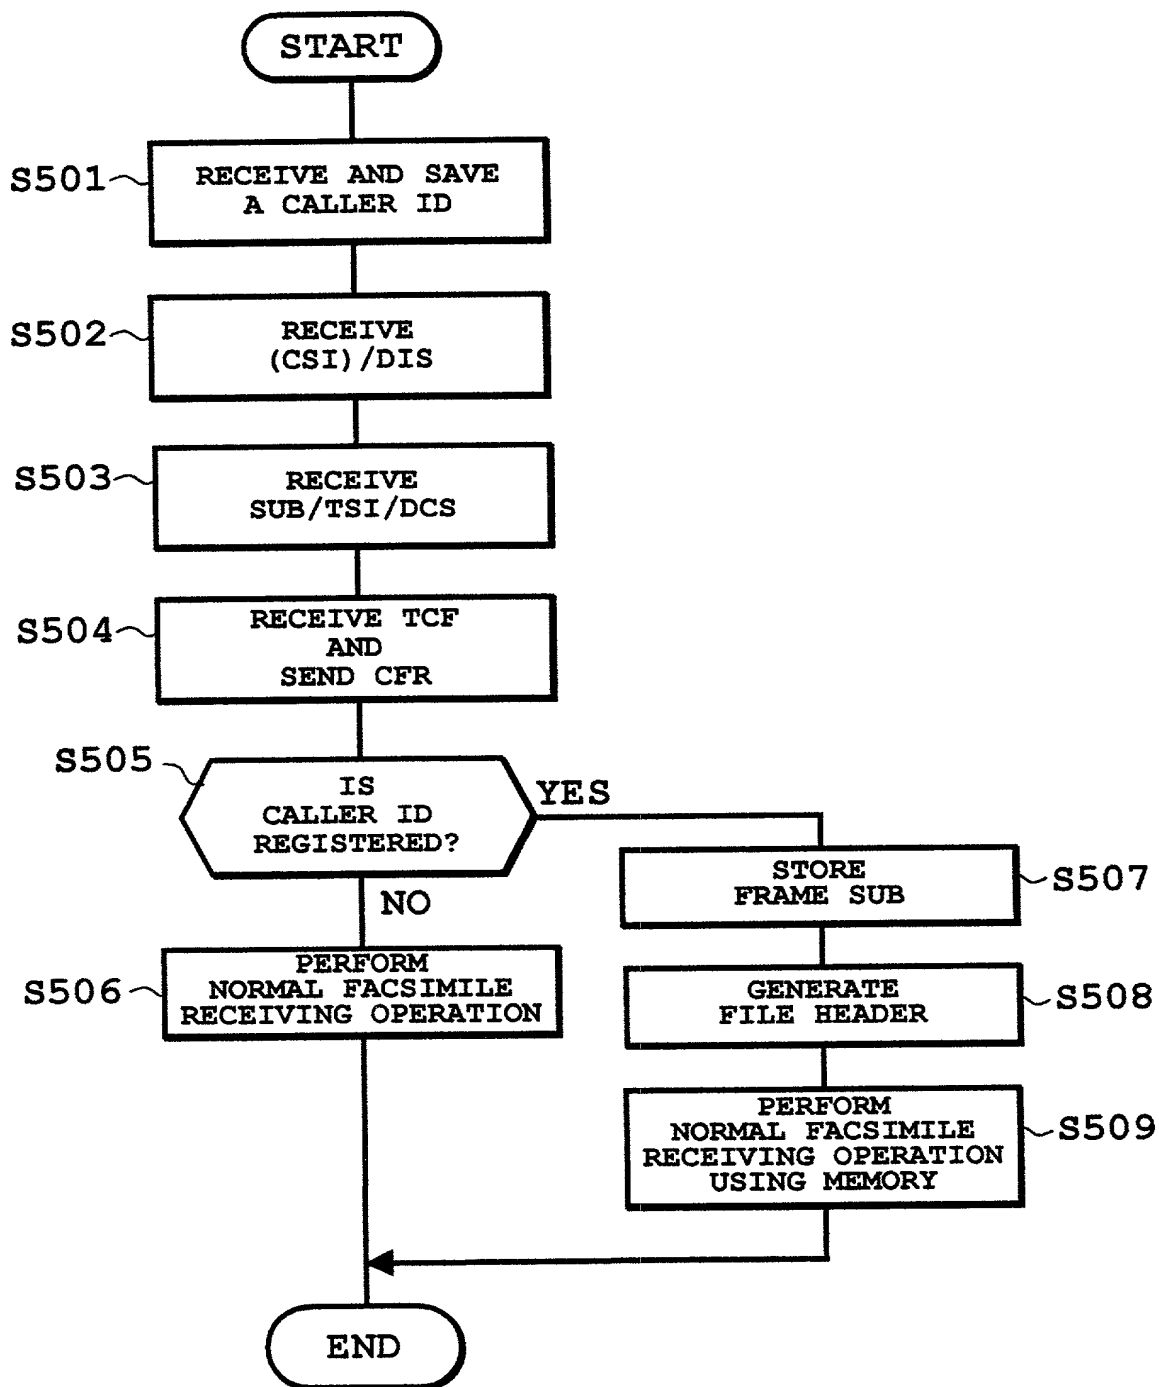 START
S501
RECEIVE AND SAVE
A CALLER ID
S502
RECEIVE
(CSI)/DIS
S503
RECEIVE
SUB/TSI/DCS
S504
RECEIVE TCF
AND
SEND CFR
S505
IS
CALLER ID
REGISTERED?
YES
NO
S506
PERFORM
NORMAL FACSIMILE
RECEIVING OPERATION
STORE
FRAME SUB
S507
GENERATE
FILE HEADER
S508
PERFORM
NORMAL FACSIMILE
RECEIVING OPERATION
USING MEMORY
S509
END